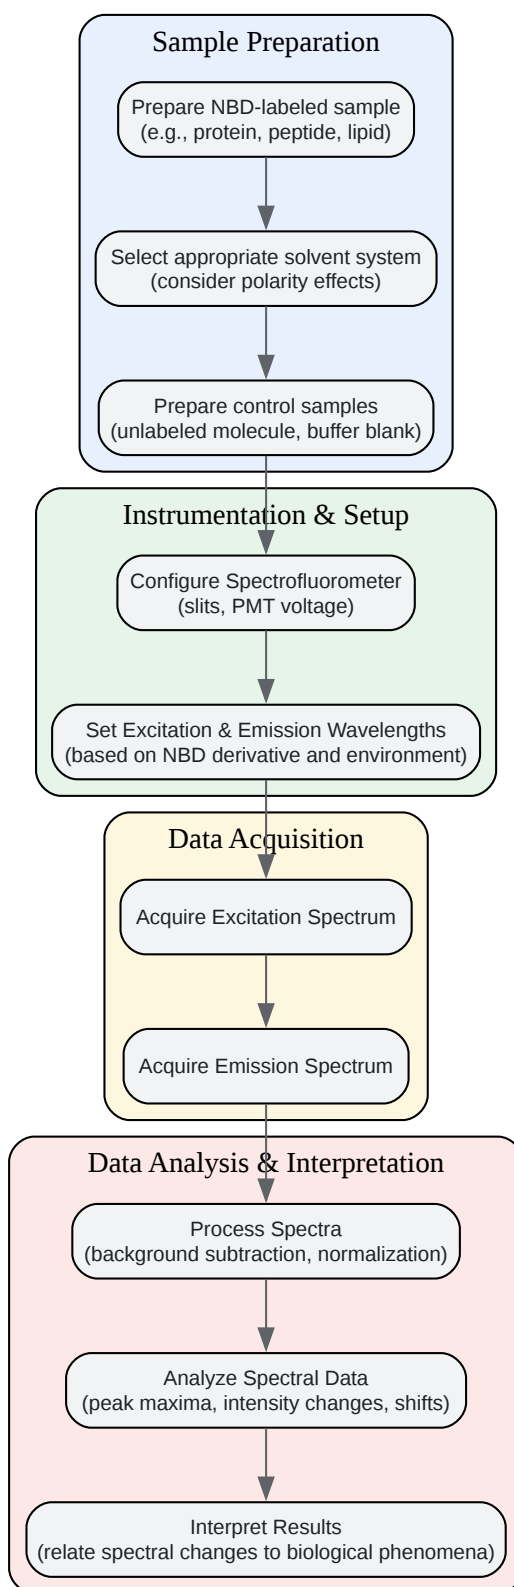 Sample Preparation
Prepare NBD-labeled sample
(e.g., protein, peptide, lipid)
Select appropriate solvent system
(consider polarity effects)
Prepare control samples
(unlabeled molecule, buffer blank)
Instrumentation & Setup
Configure Spectrofluorometer
(slits, PMT voltage)
Set Excitation & Emission Wavelengths
(based on NBD derivative and environment)
Data Acquisition
Acquire Excitation Spectrum
Acquire Emission Spectrum
Data Analysis & Interpretation
Process Spectra
(background subtraction, normalization)
Analyze Spectral Data
(peak maxima, intensity changes, shifts)
Interpret Results
(relate spectral changes to biological phenomena)